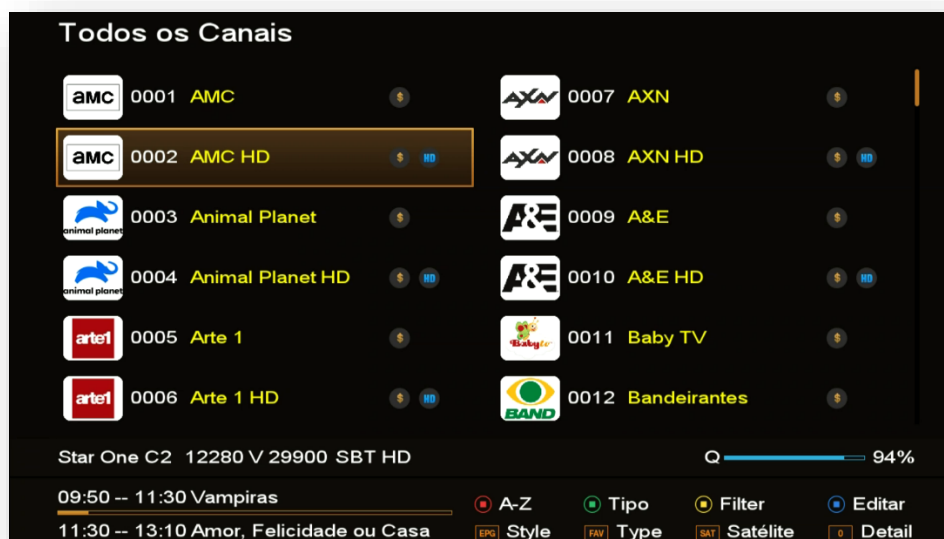 Todos os Canais
aMC 0001 AMC $
aMC 0002 AMC HD $ HD
animal planet 0003 Animal Planet $
animal planet 0004 Animal Planet HD $ HD
arte1 0005 Arte 1 $
arte1 0006 Arte 1 HD $ HD
AXN 0007 AXN $
AXN 0008 AXN HD $ HD
A&E 0009 A&E $
A&E 0010 A&E HD $ HD
Babytv 0011 Baby TV $
BAND 0012 Bandeirantes $
Star One C2 12280 V 29900 SBT HD Q 94%
09:50 -- 11:30 Vampiras
11:30 -- 13:10 Amor, Felicidade ou Casa
A-Z Tipo Filter Editar
EPG Style FAV Type SAT Satélite 0 Detail